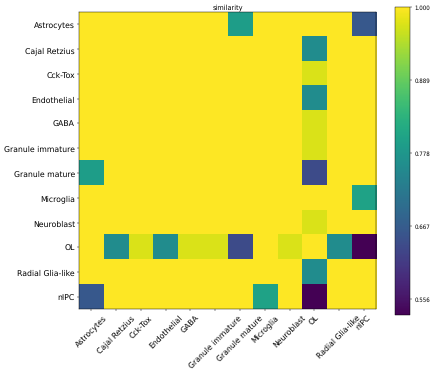 similarity
Astrocytes
Cajal Retzius
Cck-Tox
Endothelial
GABA
Granule immature
Granule mature
Microglia
Neuroblast
OL
Radial Glia-like
nIPC
Astrocytes
Cajal Retzius
Cck-Tox
Endothelial
GABA
Granule immature
Granule mature
Microglia
Neuroblast
OL
Radial Glia-like
nIPC
1.000
0.889
0.778
0.667
0.556